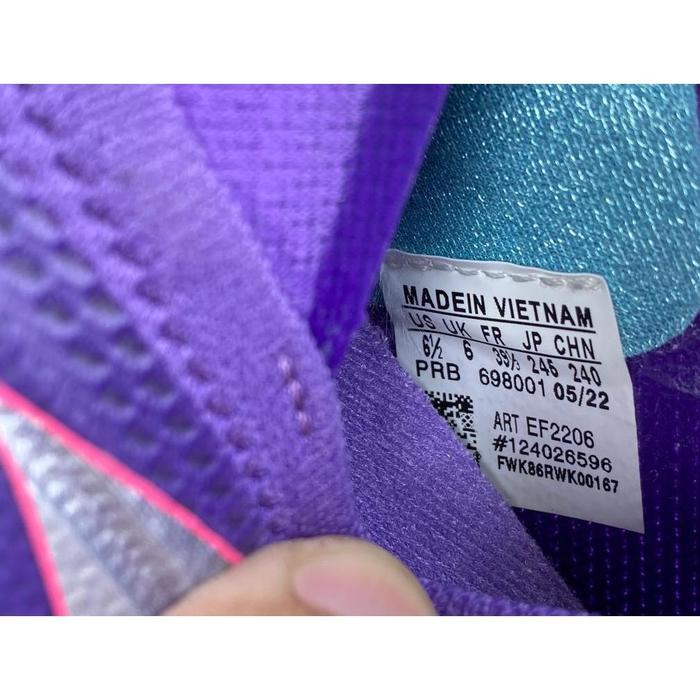 MADEIN VIETNAM
US UK FR JP CHN
6½ 6 39⅓ 245 240
PRB 698001 05/22
ART EF2206
#124026596
FWK86RWK00167